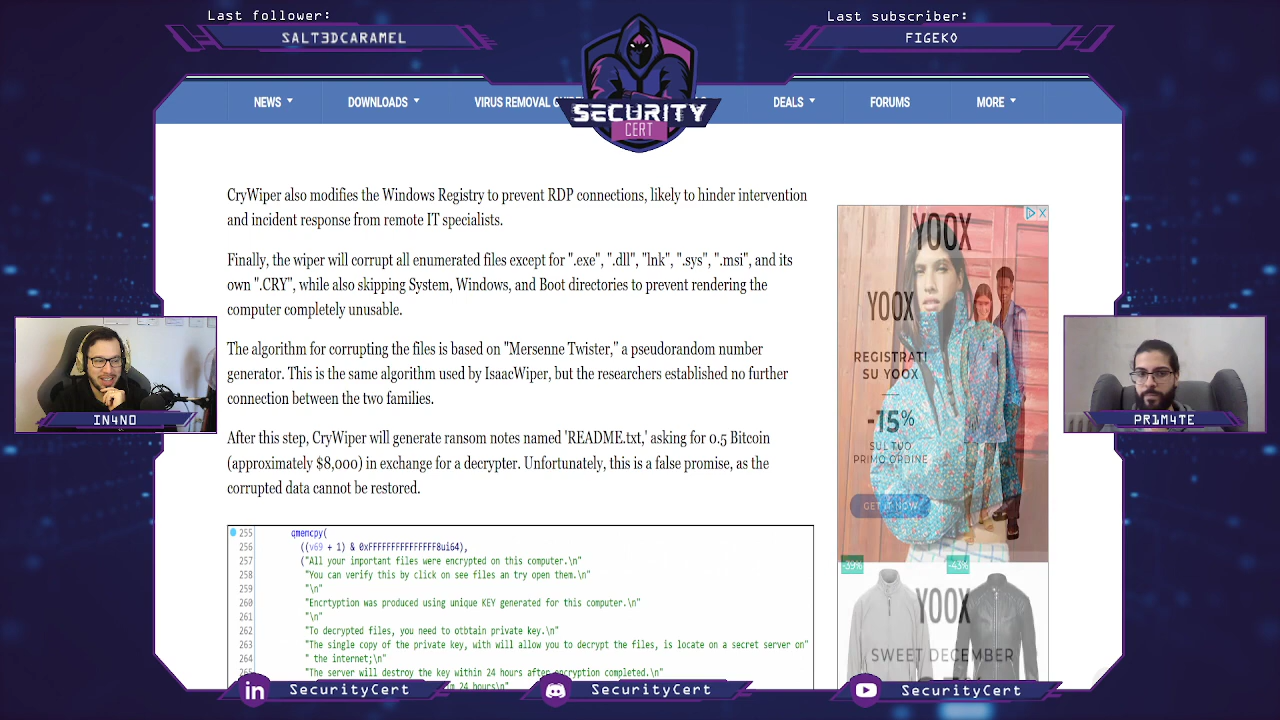 Last follower:
SALT3DCARAMEL
Last subscriber:
FIGEKO
NEWS
DOWNLOADS
VIRUS REMOVAL
DEALS
FORUMS
MORE
SECURITY
CERT
CryWiper also modifies the Windows Registry to prevent RDP connections, likely to hinder intervention
and incident response from remote IT specialists.
Finally, the wiper will corrupt all enumerated files except for ".exe", ".dll", "lnk", ".sys", ".msi", and its
own ".CRY", while also skipping System, Windows, and Boot directories to prevent rendering the
computer completely unusable.
The algorithm for corrupting the files is based on "Mersenne Twister," a pseudorandom number
generator. This is the same algorithm used by IsaacWiper, but the researchers established no further
connection between the two families.
After this step, CryWiper will generate ransom notes named 'README.txt,' asking for 0.5 Bitcoin
(approximately $8,000) in exchange for a decrypter. Unfortunately, this is a false promise, as the
corrupted data cannot be restored.
255 qmemcpy(
256 ((v69 + 1) & 0xFFFFFFFFFFFFFFF8ui64),
257 ("All your important files were encrypted on this computer.\n"
258 "You can verify this by click on see files an try open them.\n"
259 "\n"
260 "Encrtyption was produced using unique KEY generated for this computer.\n"
261 "\n"
262 "To decrypted files, you need to otbtain private key.\n"
263 "The single copy of the private key, with will allow you to decrypt the files, is locate on a secret server on"
264 " the internet;\n"
"The server will destroy the key within 24 hours after encryption completed.\n"
24 hours\n"
YOOX
YOOX
REGISTRATI
SU YOOX
-15%
SUL TUO
PRIMO ORDINE
GET IT NOW
-39%
-43%
YOOX
SWEET DECEMBER
IN4N0
PR1M4TE
in SecurityCert
SecurityCert
SecurityCert